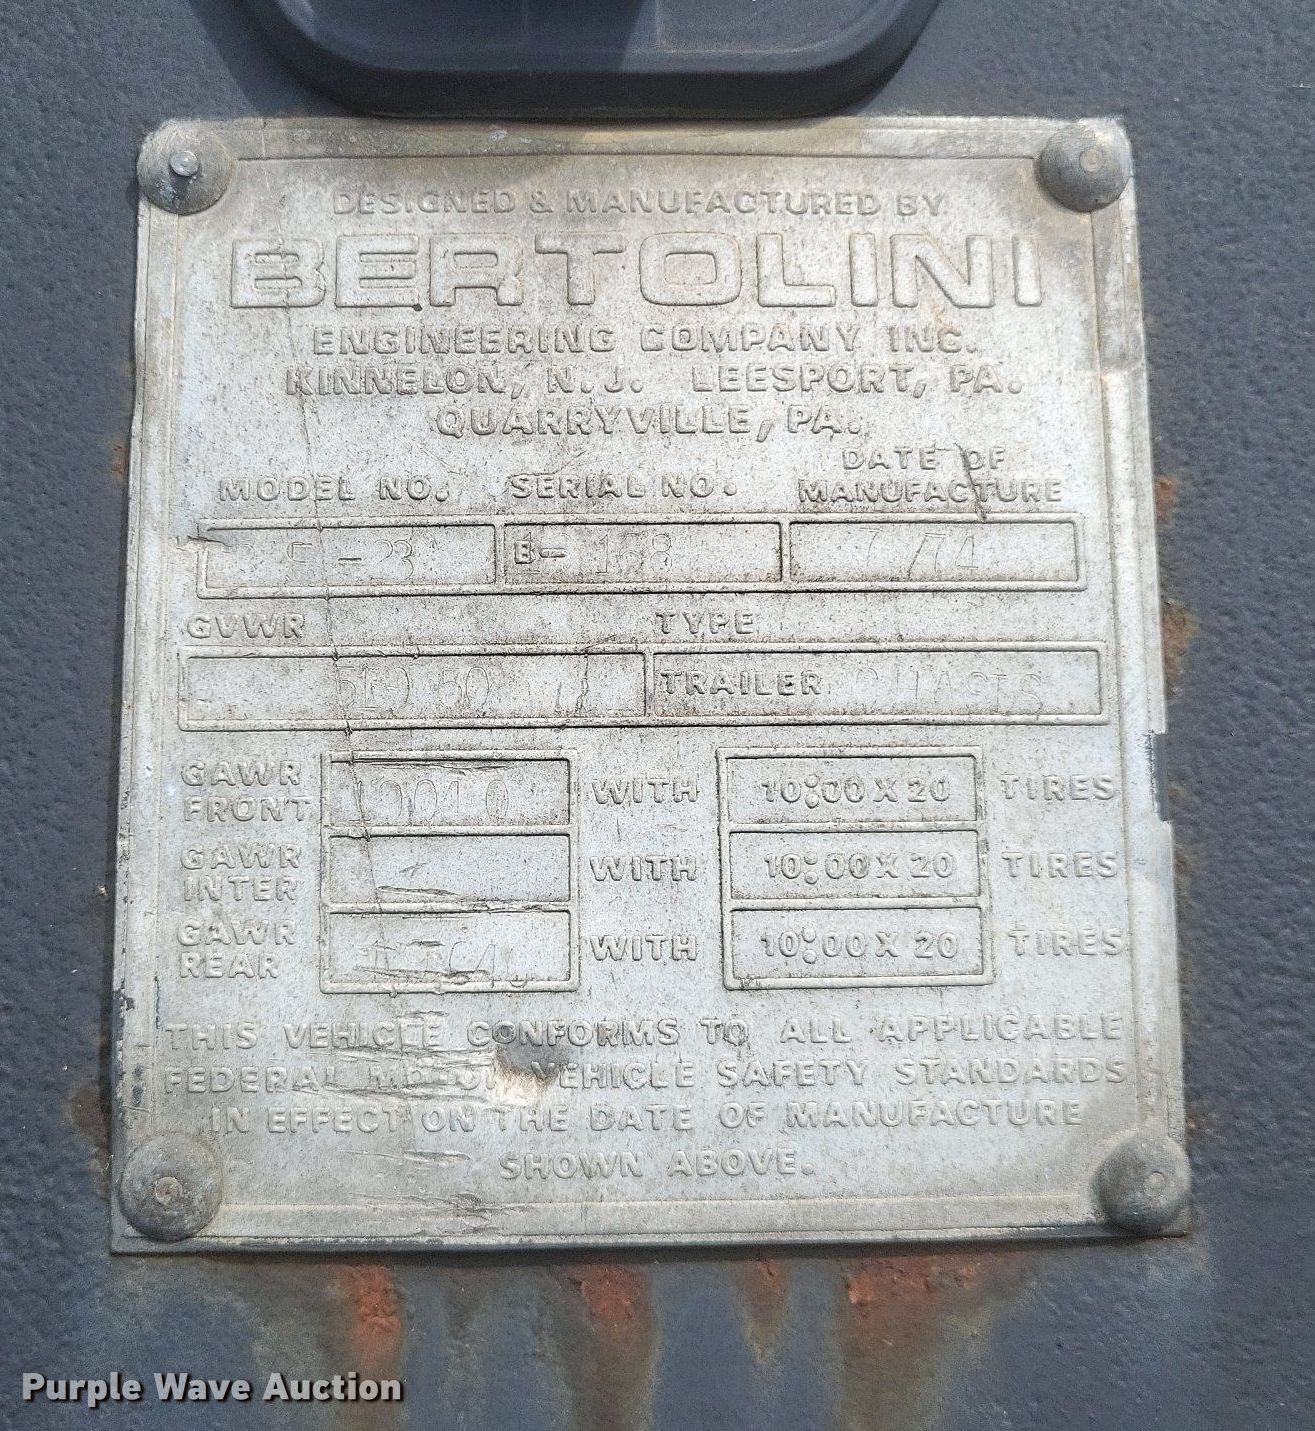 DESIGNED & MANUFACTURED BY
BERTOLINI
ENGINEERING COMPANY INC.
KINNELON, N.J. LEESPORT, PA.
QUARRYVILLE, PA.
MODEL NO. SERIAL NO. DATE OF MANUFACTURE
B- 7/74
GVWR TYPE
TRAILER CHASIS
GAWR FRONT WITH 10:00 X 20 TIRES
GAWR INTER WITH 10:00 X 20 TIRES
GAWR REAR WITH 10:00 X 20 TIRES
THIS VEHICLE CONFORMS TO ALL APPLICABLE
FEDERAL MOTOR VEHICLE SAFETY STANDARDS
IN EFFECT ON THE DATE OF MANUFACTURE
SHOWN ABOVE.
Purple Wave Auction